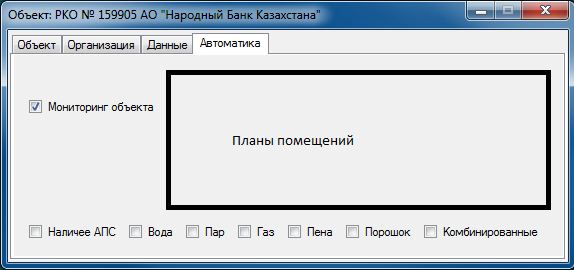 Объект: РКО № 159905 АО "Народный Банк Казахстана"
Объект Организация Данные Автоматика
Мониторинг объекта
Планы помещений
Наличее АПС Вода Пар Газ Пена Порошок Комбинированные